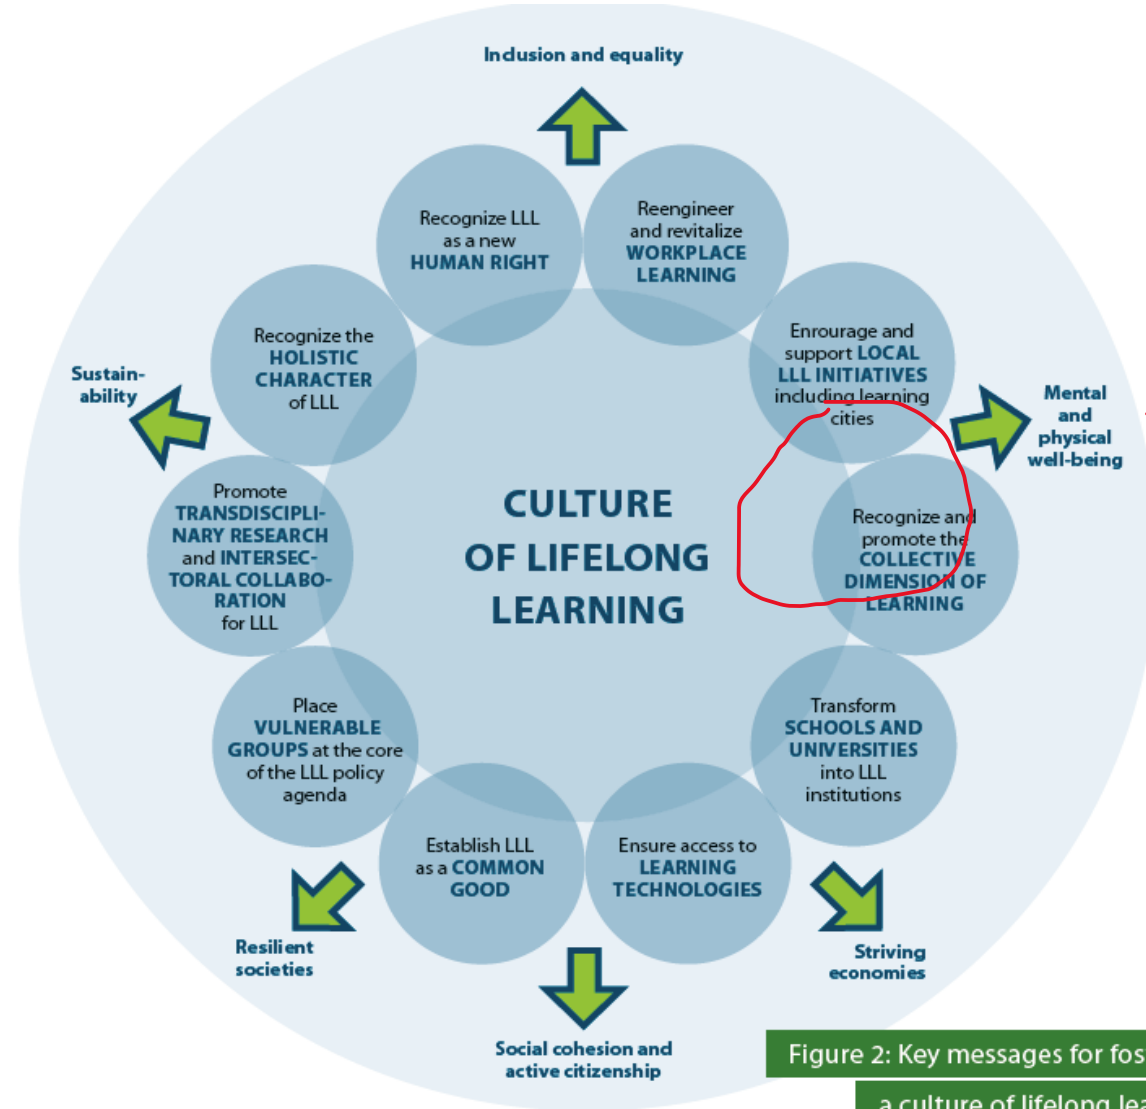 Inclusion and equality
Recognize LLL
as a new
HUMAN RIGHT
Reengineer
and revitalize
WORKPLACE
LEARNING
Enrourage and
support LOCAL
LLL INITIATIVES
including learning
cities
Mental
and
physical
well-being
Recognize and
promote the
COLLECTIVE
DIMENSION OF
LEARNING
Transform
SCHOOLS AND
UNIVERSITIES
into LLL
institutions
Striving
economies
Ensure access to
LEARNING
TECHNOLOGIES
Social cohesion and
active citizenship
Establish LLL
as a COMMON
GOOD
Resilient
societies
Place
VULNERABLE
GROUPS at the core
of the LLL policy
agenda
Promote
TRANSDISCIPLI-
NARY RESEARCH
and INTERSEC-
TORAL COLLABO-
RATION
for LLL
Sustain-
ability
Recognize the
HOLISTIC
CHARACTER
of LLL
CULTURE
OF LIFELONG
LEARNING
Figure 2: Key messages for fos
a culture of lifelong lea